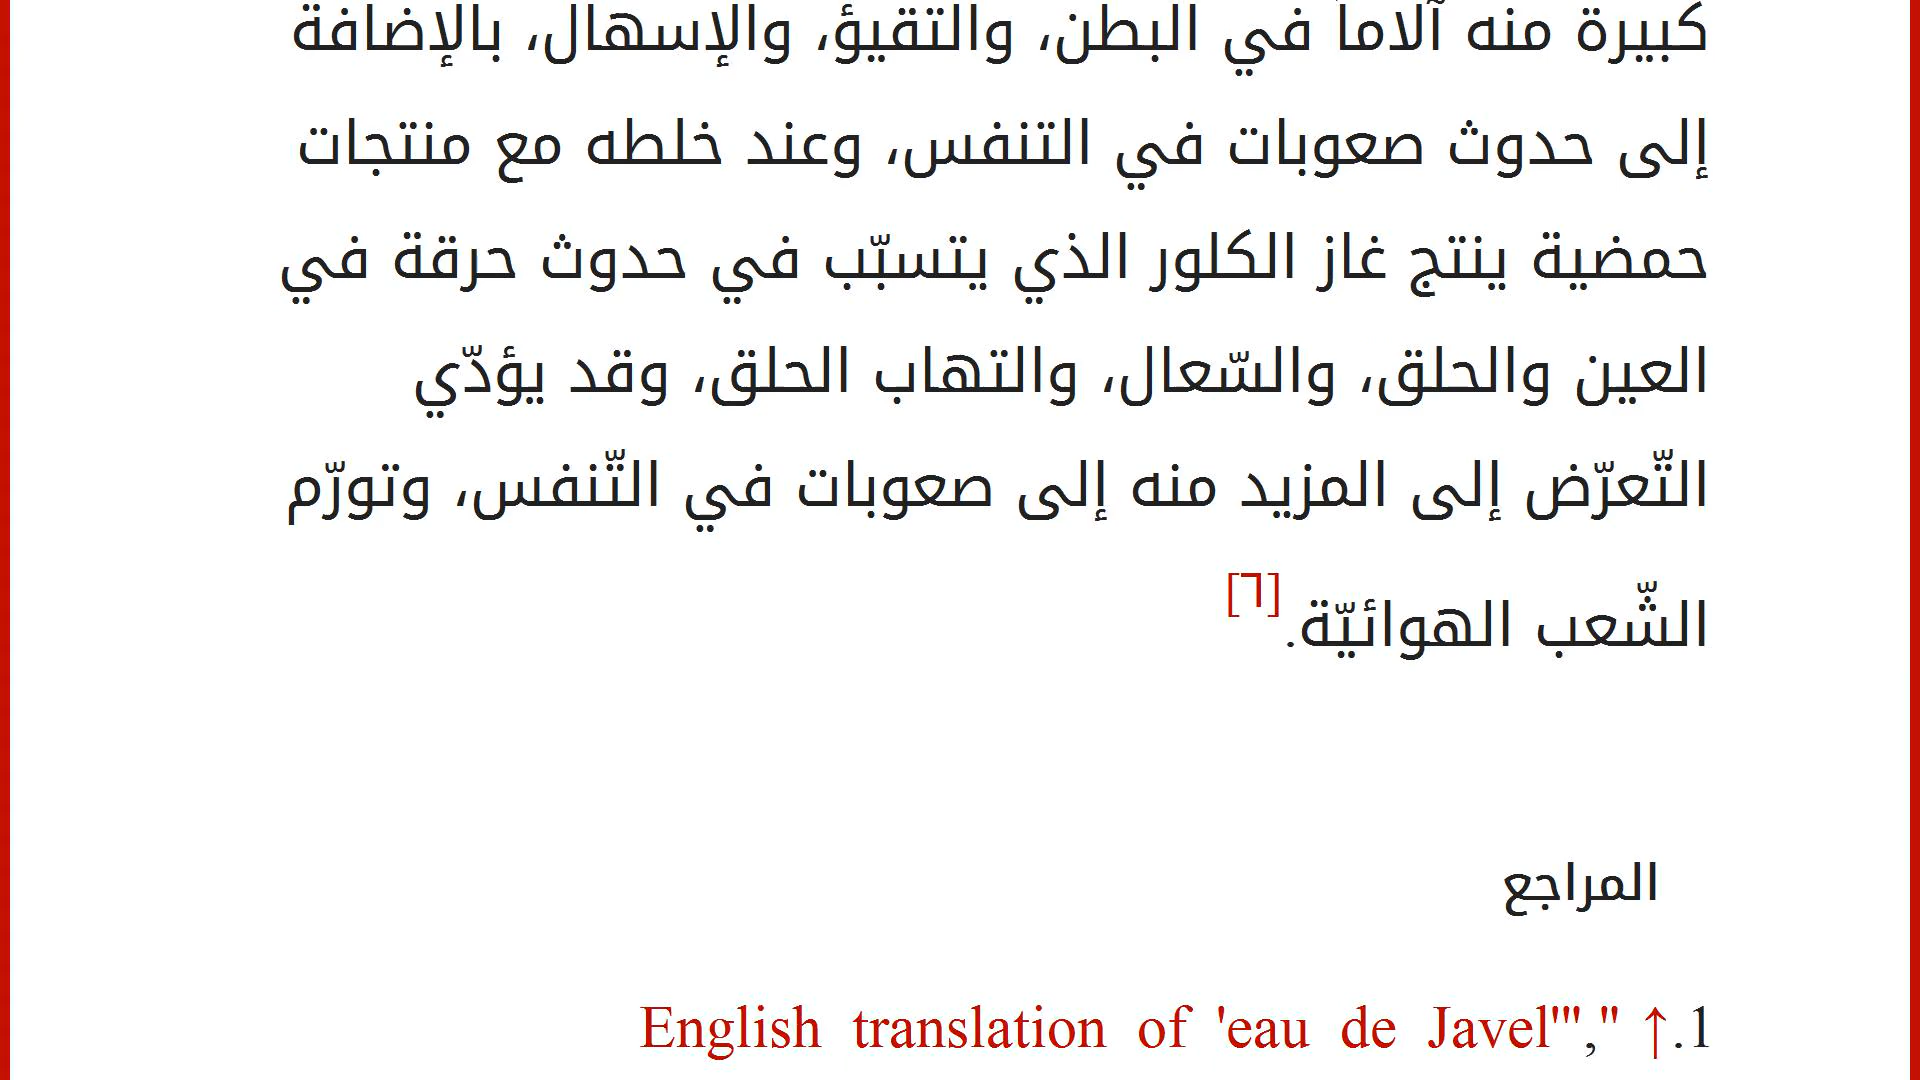 كبيرة منه آلاماً في البطن، والتقيؤ، والإسهال، بالإضافة
إلى حدوث صعوبات في التنفس، وعند خلطه مع منتجات
حمضية ينتج غاز الكلور الذي يتسبّب في حدوث حرقة في
العين والحلق، والسّعال، والتهاب الحلق، وقد يؤدّي
التّعرّض إلى المزيد منه إلى صعوبات في التّنفس، وتورّم
الشّعب الهوائيّة.[٦]
المراجع
1.↑ "English translation of 'eau de Javel'",